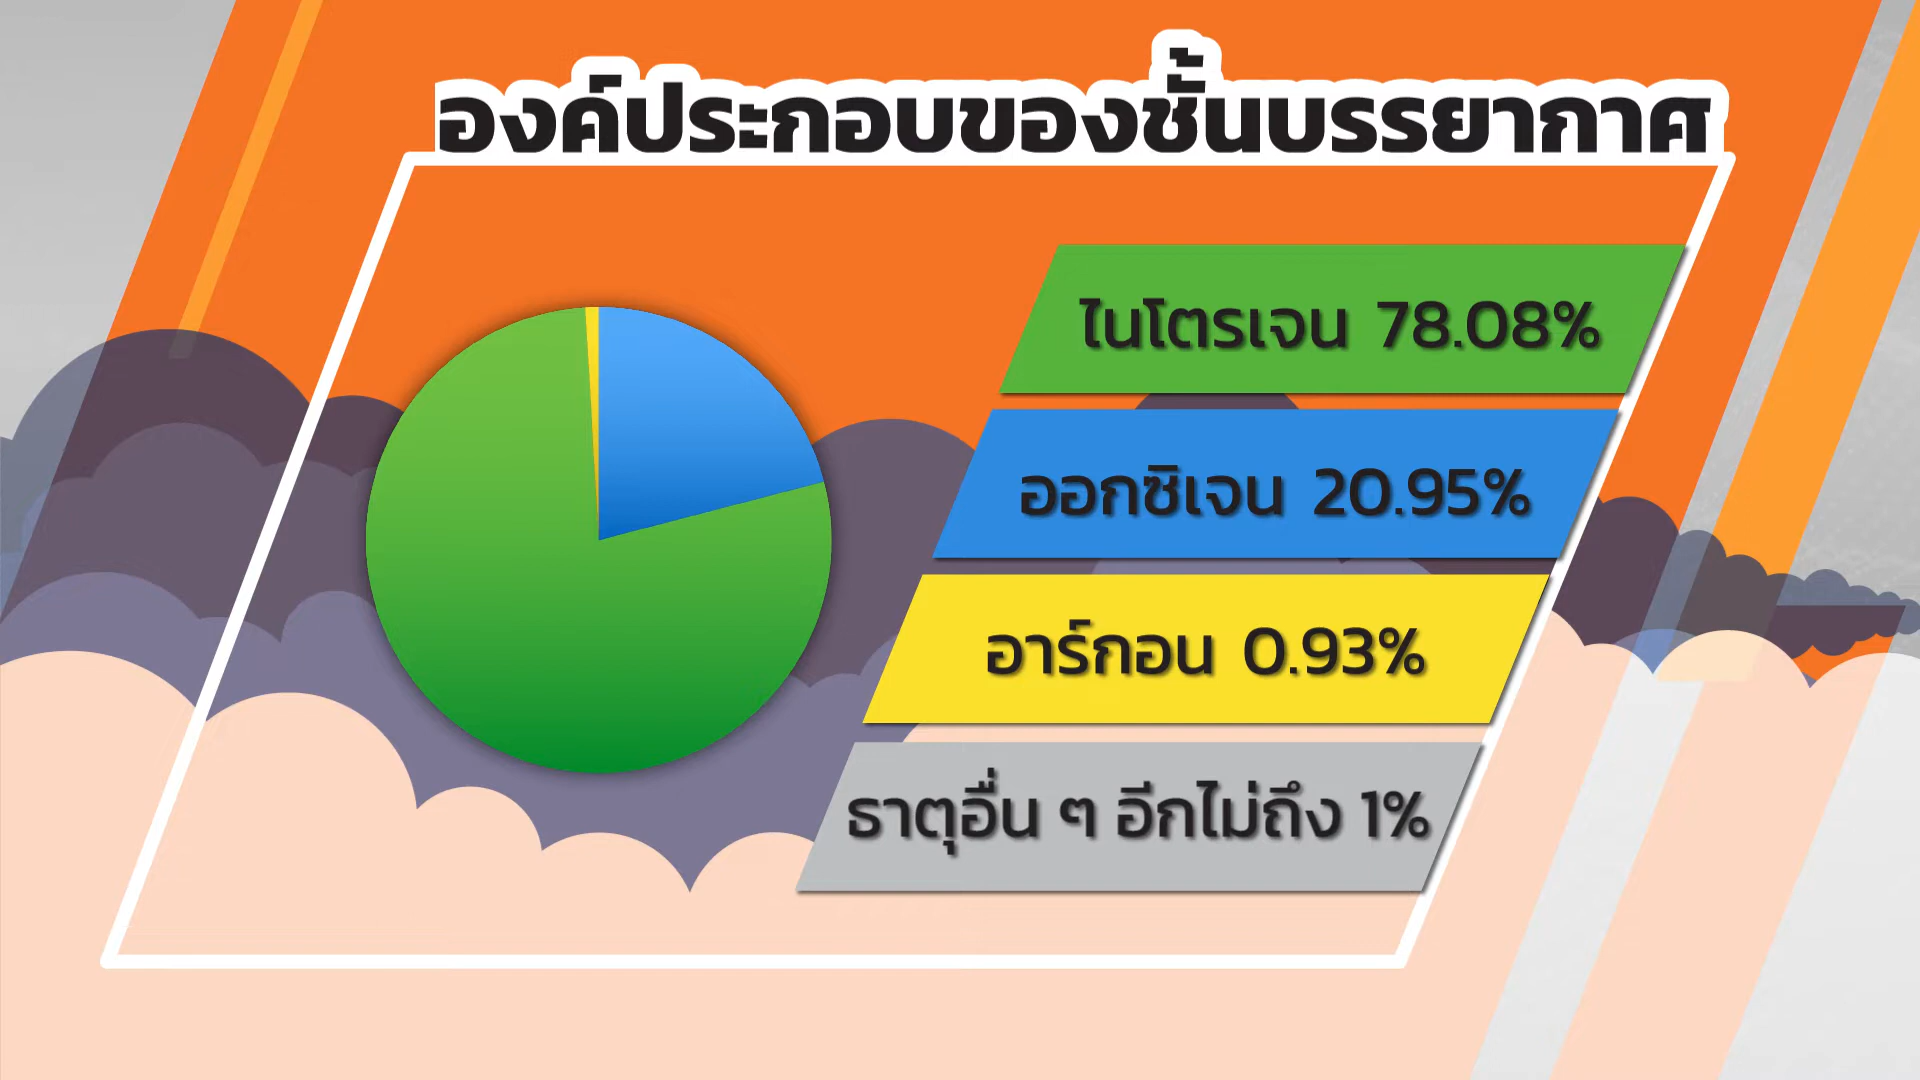 องค์ประกอบของชั้นบรรยากาศ
ไนโตรเจน 78.08%
ออกซิเจน 20.95%
อาร์กอน 0.93%
ธาตุอื่น ๆ อีกไม่ถึง 1%